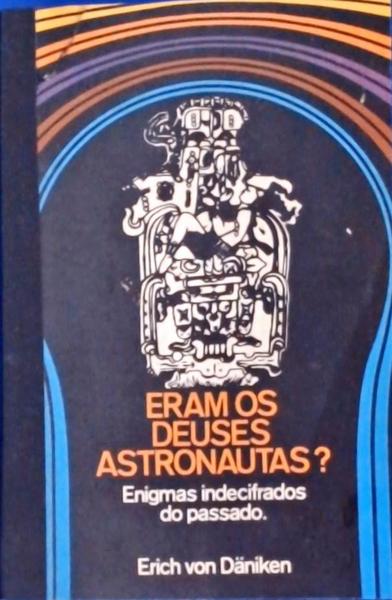 ERAM OS
DEUSES
ASTRONAUTAS?
Enigmas indecifrados
do passado.
Erich von Däniken